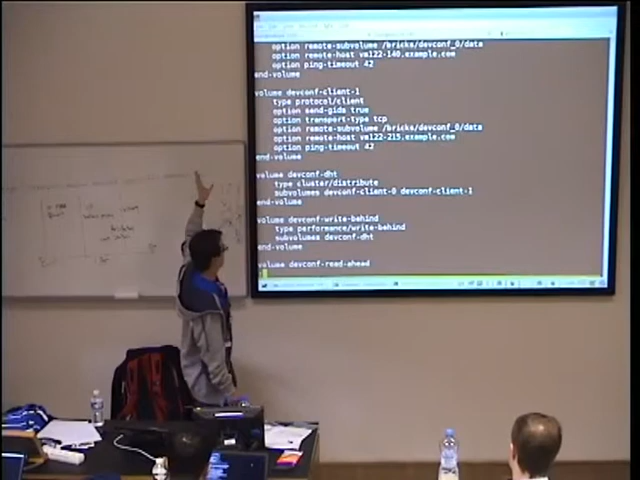 option remote-subvolume /bricks/devconf_0/data
option remote-host vm122-140.example.com
option ping-timeout 42
end-volume
volume devconf-client-1
type protocol/client
option send-gids true
option transport-type tcp
option remote-subvolume /bricks/devconf_0/data
option remote-host vm122-215.example.com
option ping-timeout 42
end-volume
volume devconf-dht
type cluster/distribute
subvolumes devconf-client-0 devconf-client-1
end-volume
volume devconf-write-behind
type performance/write-behind
subvolumes devconf-dht
end-volume
volume devconf-read-ahead